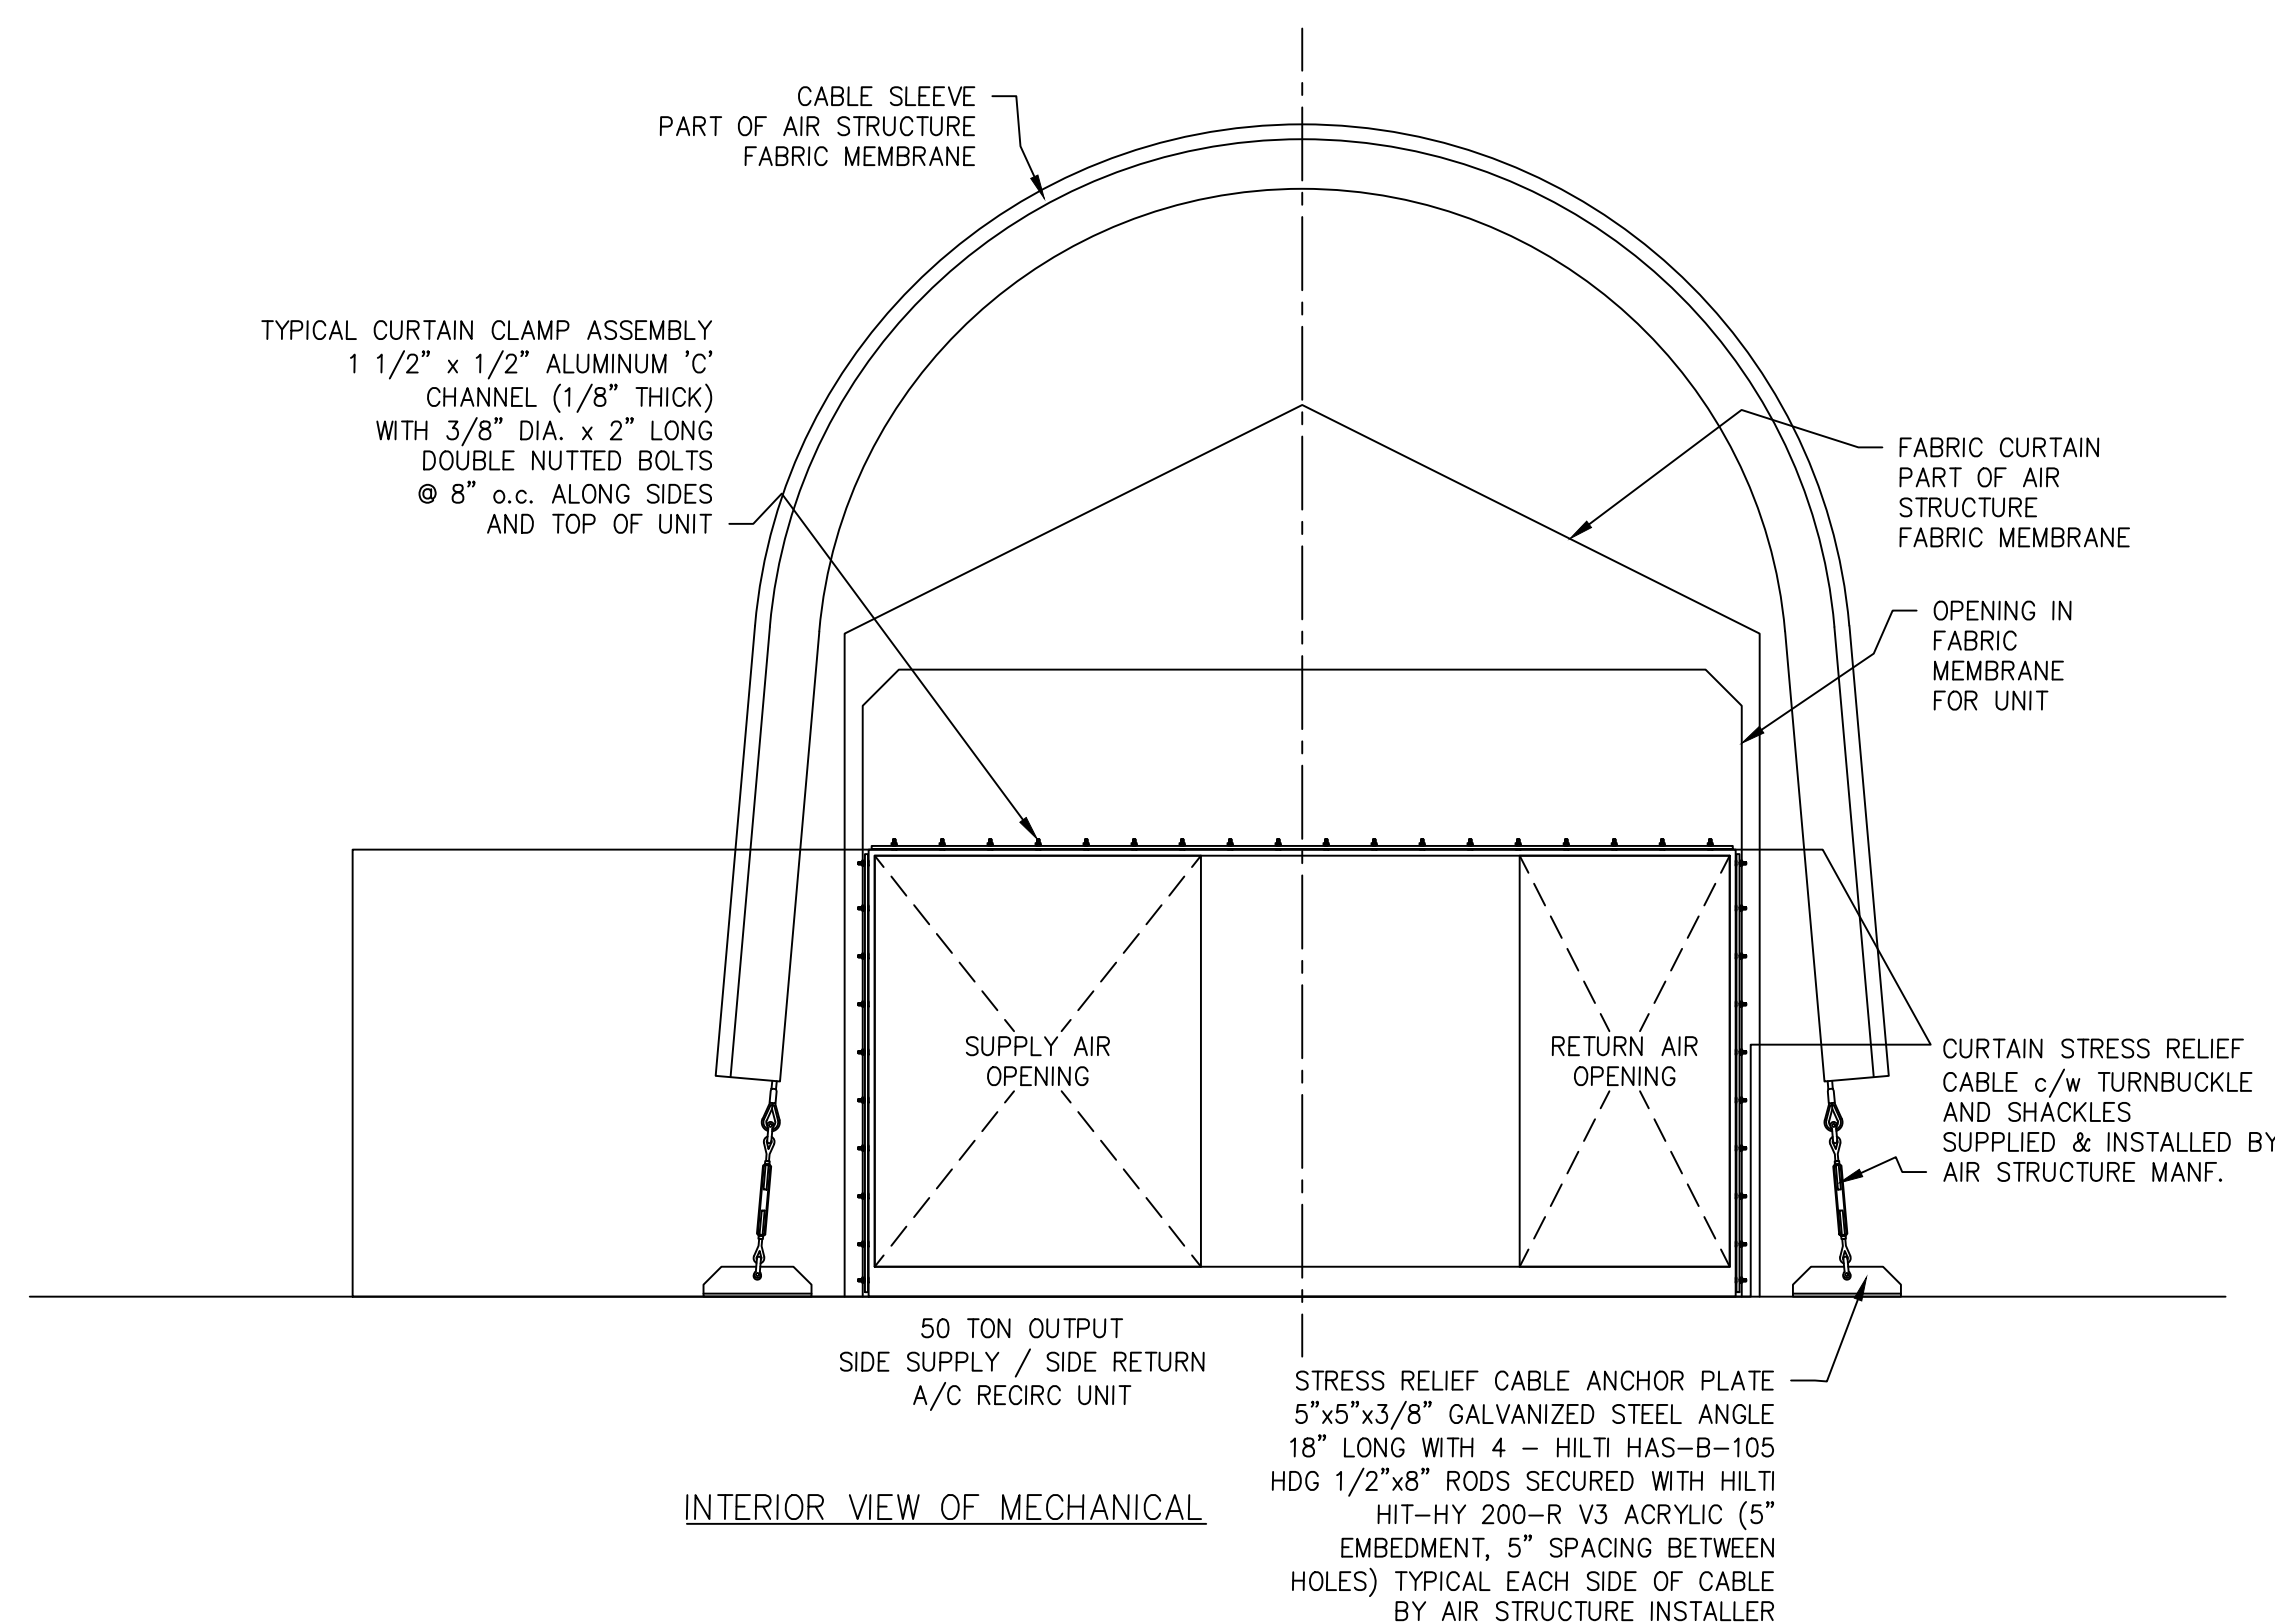 CABLE SLEEVE
PART OF AIR STRUCTURE
FABRIC MEMBRANE
TYPICAL CURTAIN CLAMP ASSEMBLY
1 1/2" x 1/2" ALUMINUM 'C'
CHANNEL (1/8" THICK)
WITH 3/8" DIA. x 2" LONG
DOUBLE NUTTED BOLTS
@ 8" o.c. ALONG SIDES
AND TOP OF UNIT
FABRIC CURTAIN
PART OF AIR
STRUCTURE
FABRIC MEMBRANE
OPENING IN
FABRIC
MEMBRANE
FOR UNIT
SUPPLY AIR
OPENING
RETURN AIR
OPENING
CURTAIN STRESS RELIEF
CABLE c/w TURNBUCKLE
AND SHACKLES
SUPPLIED & INSTALLED BY
AIR STRUCTURE MANF.
50 TON OUTPUT
SIDE SUPPLY / SIDE RETURN
A/C RECIRC UNIT
STRESS RELIEF CABLE ANCHOR PLATE
5"x5"x3/8" GALVANIZED STEEL ANGLE
18" LONG WITH 4 - HILTI HAS-B-105
HDG 1/2"x8" RODS SECURED WITH HILTI
HIT-HY 200-R V3 ACRYLIC (5"
EMBEDMENT, 5" SPACING BETWEEN
HOLES) TYPICAL EACH SIDE OF CABLE
BY AIR STRUCTURE INSTALLER
INTERIOR VIEW OF MECHANICAL